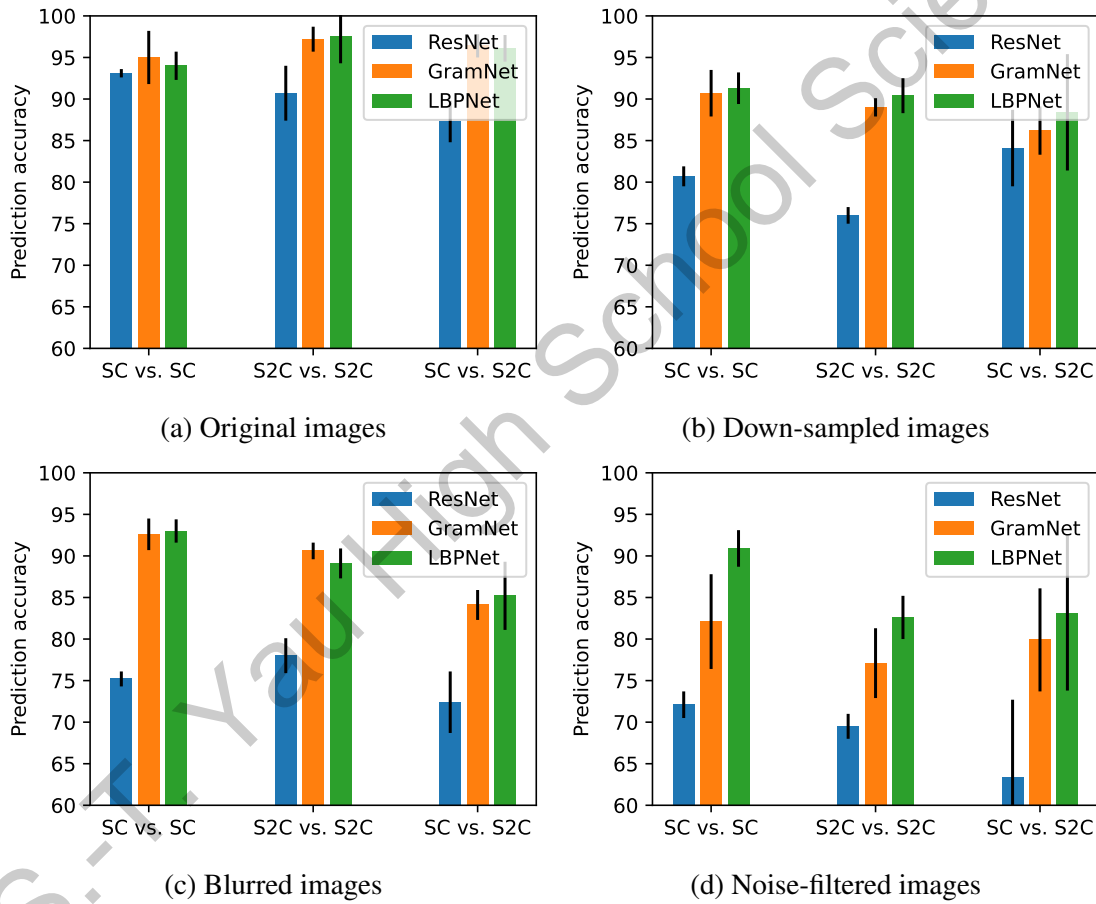 100
95
90
85
80
75
70
65
60
Prediction accuracy
ResNet
GramNet
LBPNet
SC vs. SC
S2C vs. S2C
SC vs. S2C
(a) Original images
100
95
90
85
80
75
70
65
60
Prediction accuracy
ResNet
GramNet
LBPNet
SC vs. SC
S2C vs. S2C
SC vs. S2C
(b) Down-sampled images
100
95
90
85
80
75
70
65
60
Prediction accuracy
ResNet
GramNet
LBPNet
SC vs. SC
S2C vs. S2C
SC vs. S2C
(c) Blurred images
100
95
90
85
80
75
70
65
60
Prediction accuracy
ResNet
GramNet
LBPNet
SC vs. SC
S2C vs. S2C
SC vs. S2C
(d) Noise-filtered images
S.-T. Yau High School Scie